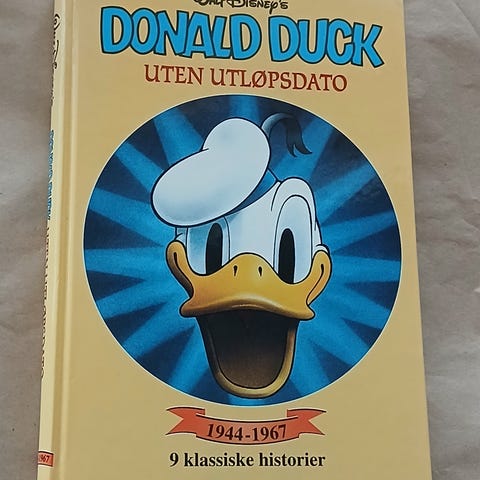 Walt Disney's
DONALD DUCK
UTEN UTLØPSDATO
1944-1967
9 klassiske historier